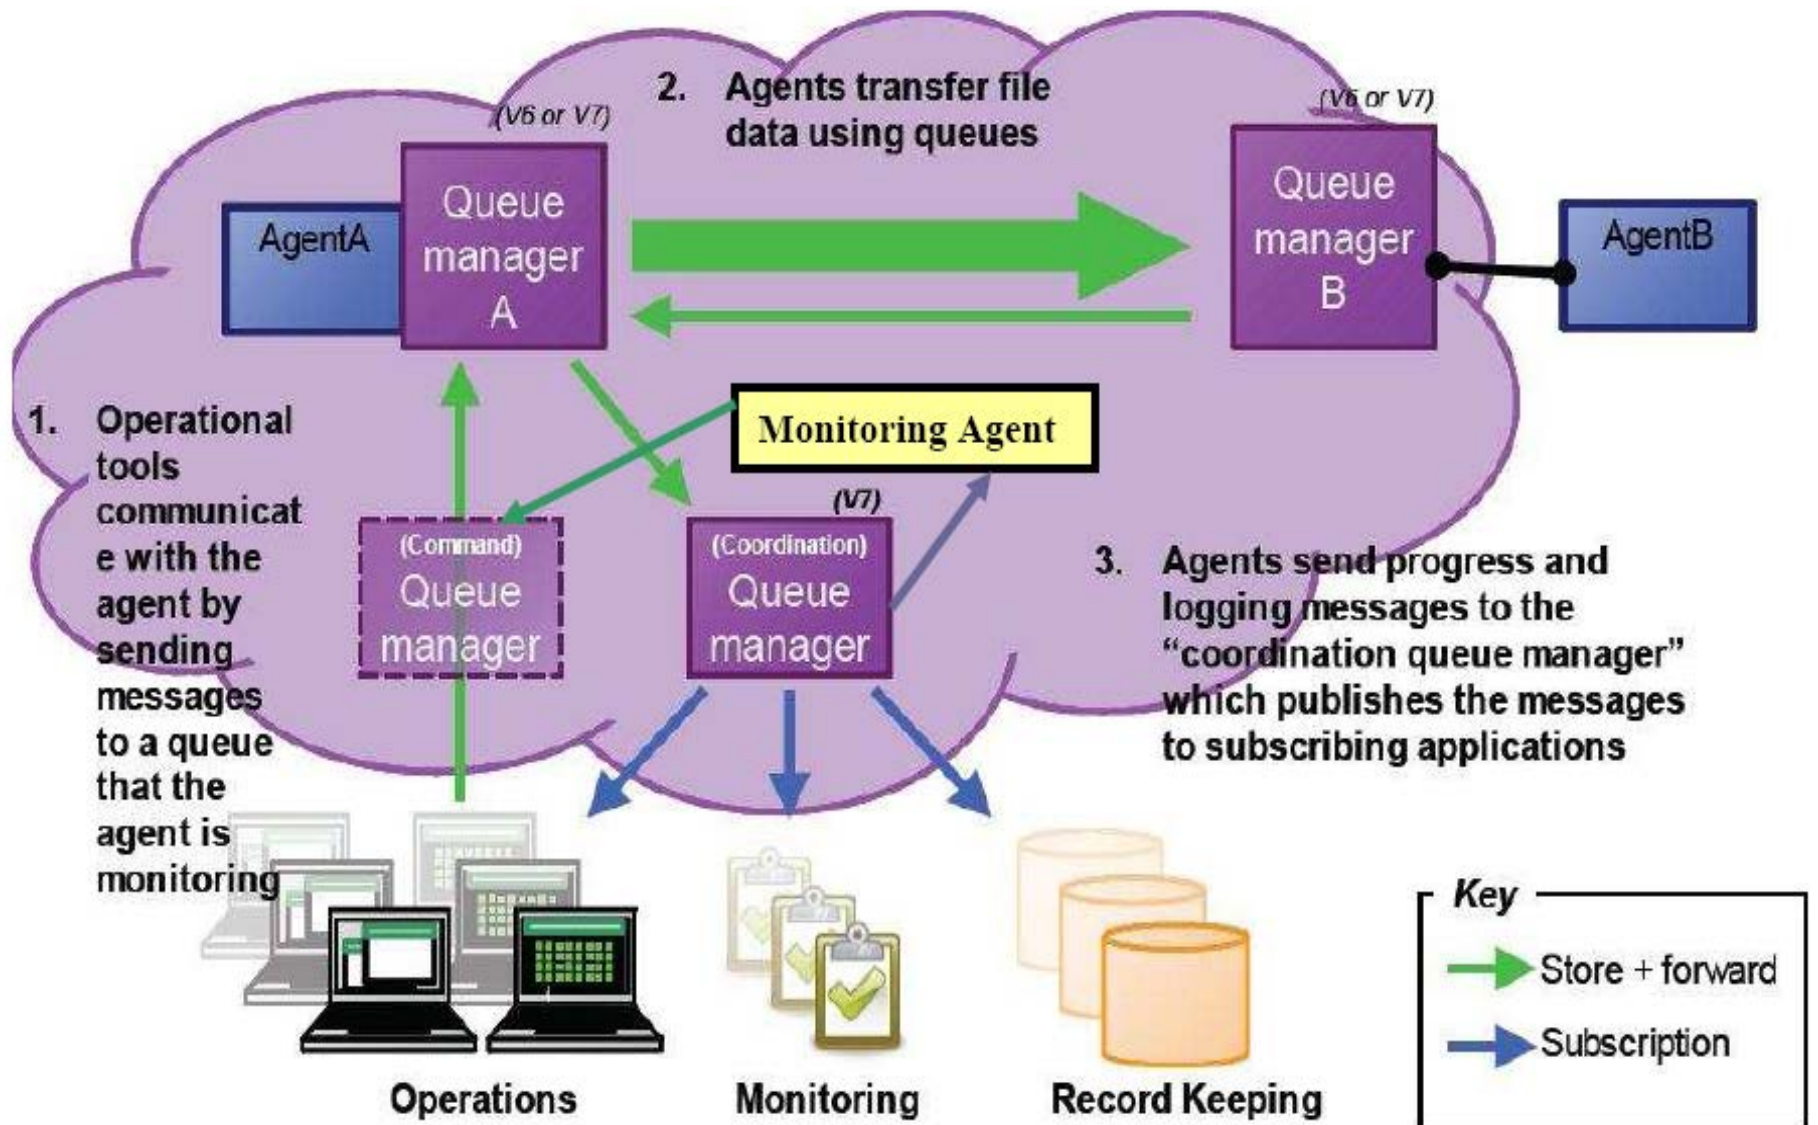 2. Agents transfer file
data using queues
(V6 or V7)
(V6 or V7)
AgentA
Queue
manager
A
Queue
manager
B
AgentB
1. Operational
tools
communicat
e with the
agent by
sending
messages
to a queue
that the
agent is
monitoring
Monitoring Agent
(V7)
(Command)
Queue
manager
(Coordination)
Queue
manager
3. Agents send progress and
logging messages to the
“coordination queue manager”
which publishes the messages
to subscribing applications
Key
Store + forward
Subscription
Operations
Monitoring
Record Keeping